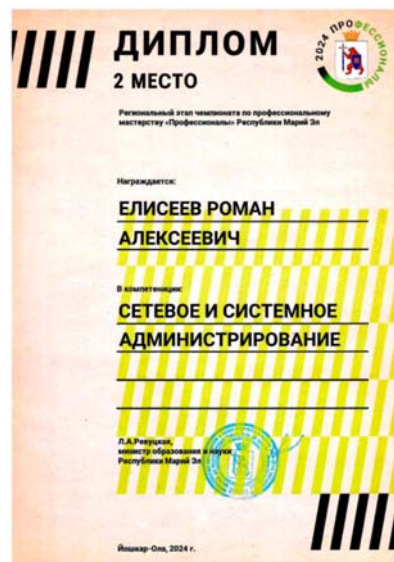 ДИПЛОМ
2 МЕСТО
2024 ПРОФЕССИОНАЛЫ
Региональный этап чемпионата по профессиональному
мастерству «Профессионалы» Республики Марий Эл
Награждается:
ЕЛИСЕЕВ РОМАН
АЛЕКСЕЕВИЧ
В компетенции:
СЕТЕВОЕ И СИСТЕМНОЕ
АДМИНИСТРИРОВАНИЕ
Л.А.Ревуцкая,
министр образования и науки
Республики Марий Эл
Йошкар-Ола, 2024 г.